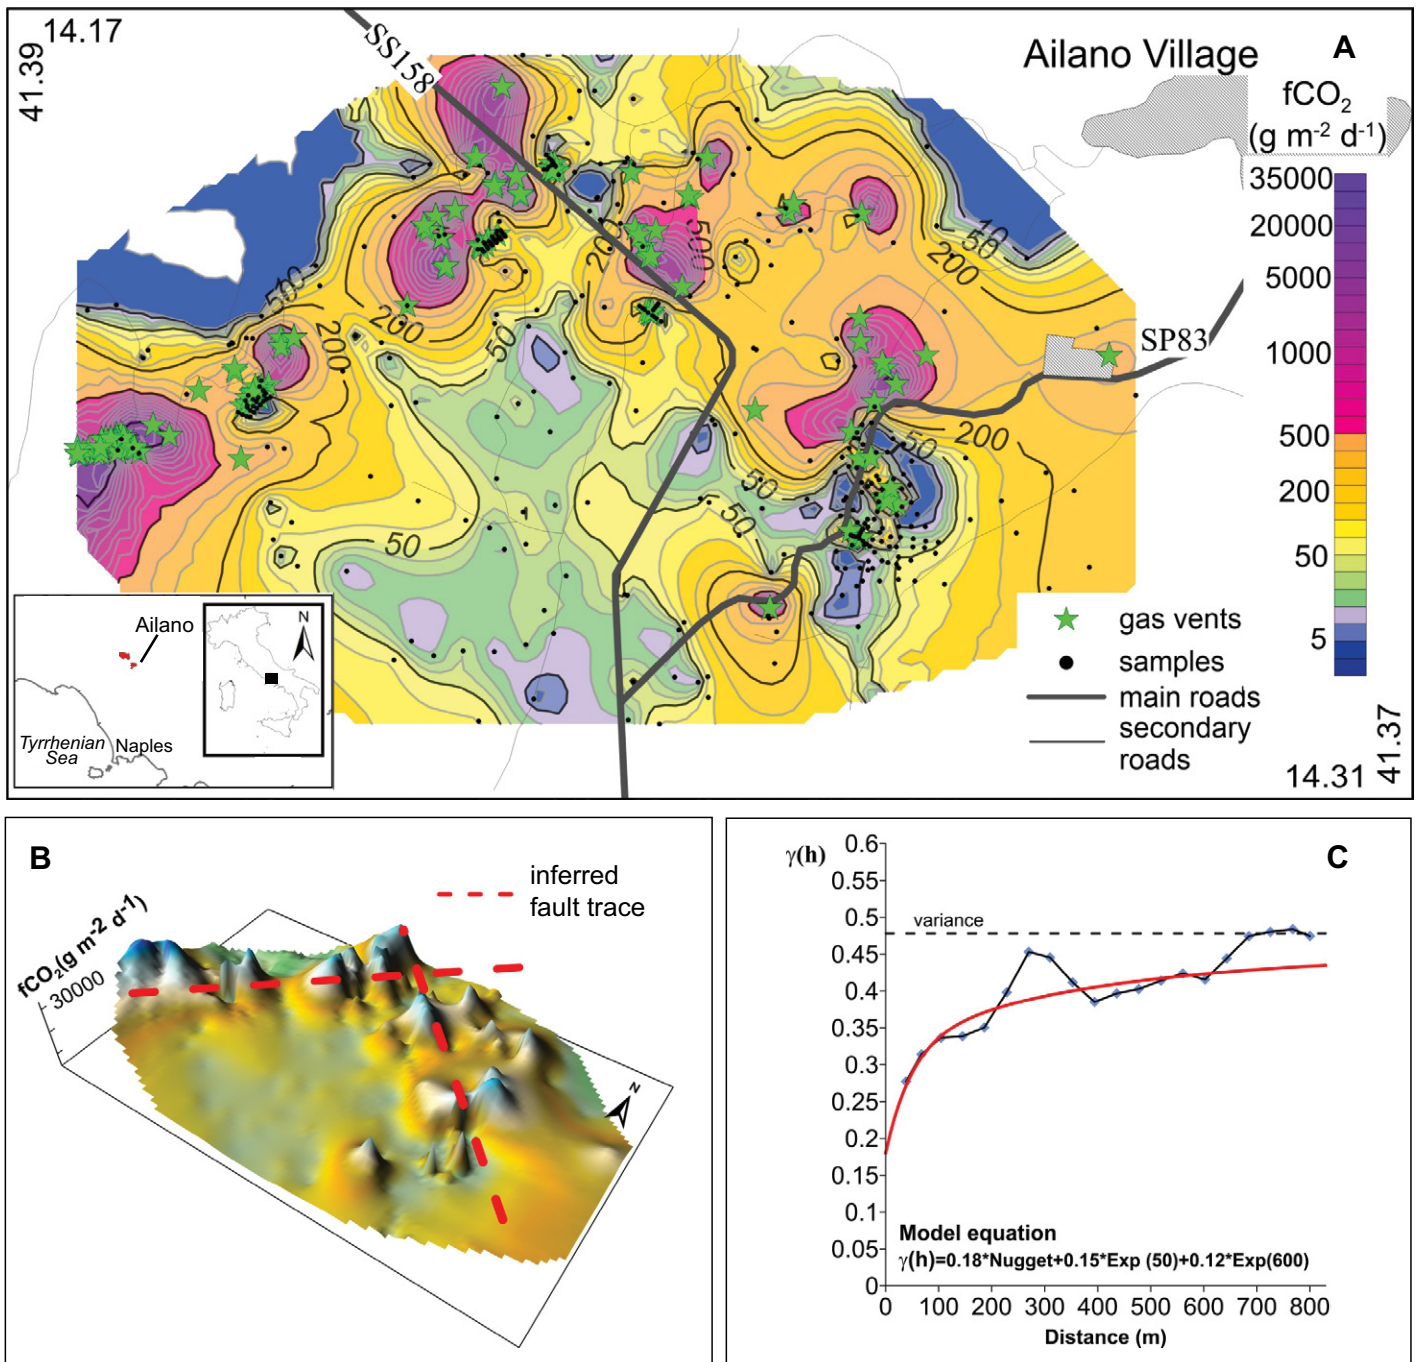 14.17
41.39
SS158
Ailano Village
A
fCO2
(g m-2 d-1)
35000
20000
5000
1000
500
200
50
5
10
50
200
50
200
200
500
200
50
50
50
50
50
200
SP83
gas vents
samples
main roads
secondary
roads
14.31
41.37
Ailano
N
Tyrrhenian
Sea
Naples
B
inferred
fault trace
fCO2(g m-2 d-1)
30000
N
C
γ(h)
0.6
0.55
0.5
variance
0.45
0.4
0.35
0.3
0.25
0.2
0.15
0.1
0.05
0
Model equation
γ(h)=0.18*Nugget+0.15*Exp (50)+0.12*Exp(600)
0 100 200 300 400 500 600 700 800
Distance (m)